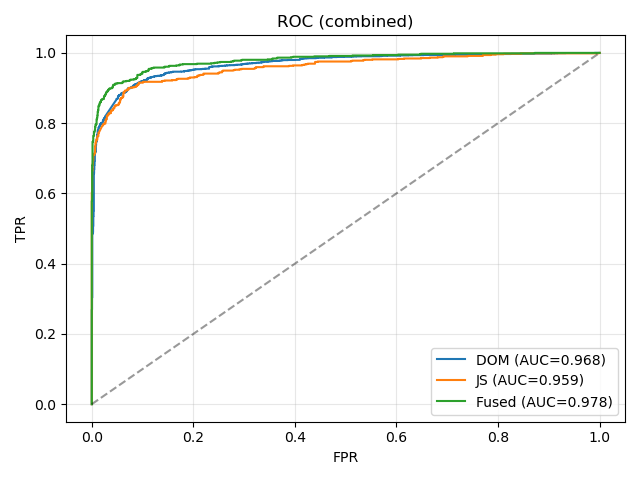 ROC (combined)
TPR
1.0
0.8
0.6
0.4
0.2
0.0
DOM (AUC=0.968)
JS (AUC=0.959)
Fused (AUC=0.978)
0.0 0.2 0.4 0.6 0.8 1.0
FPR